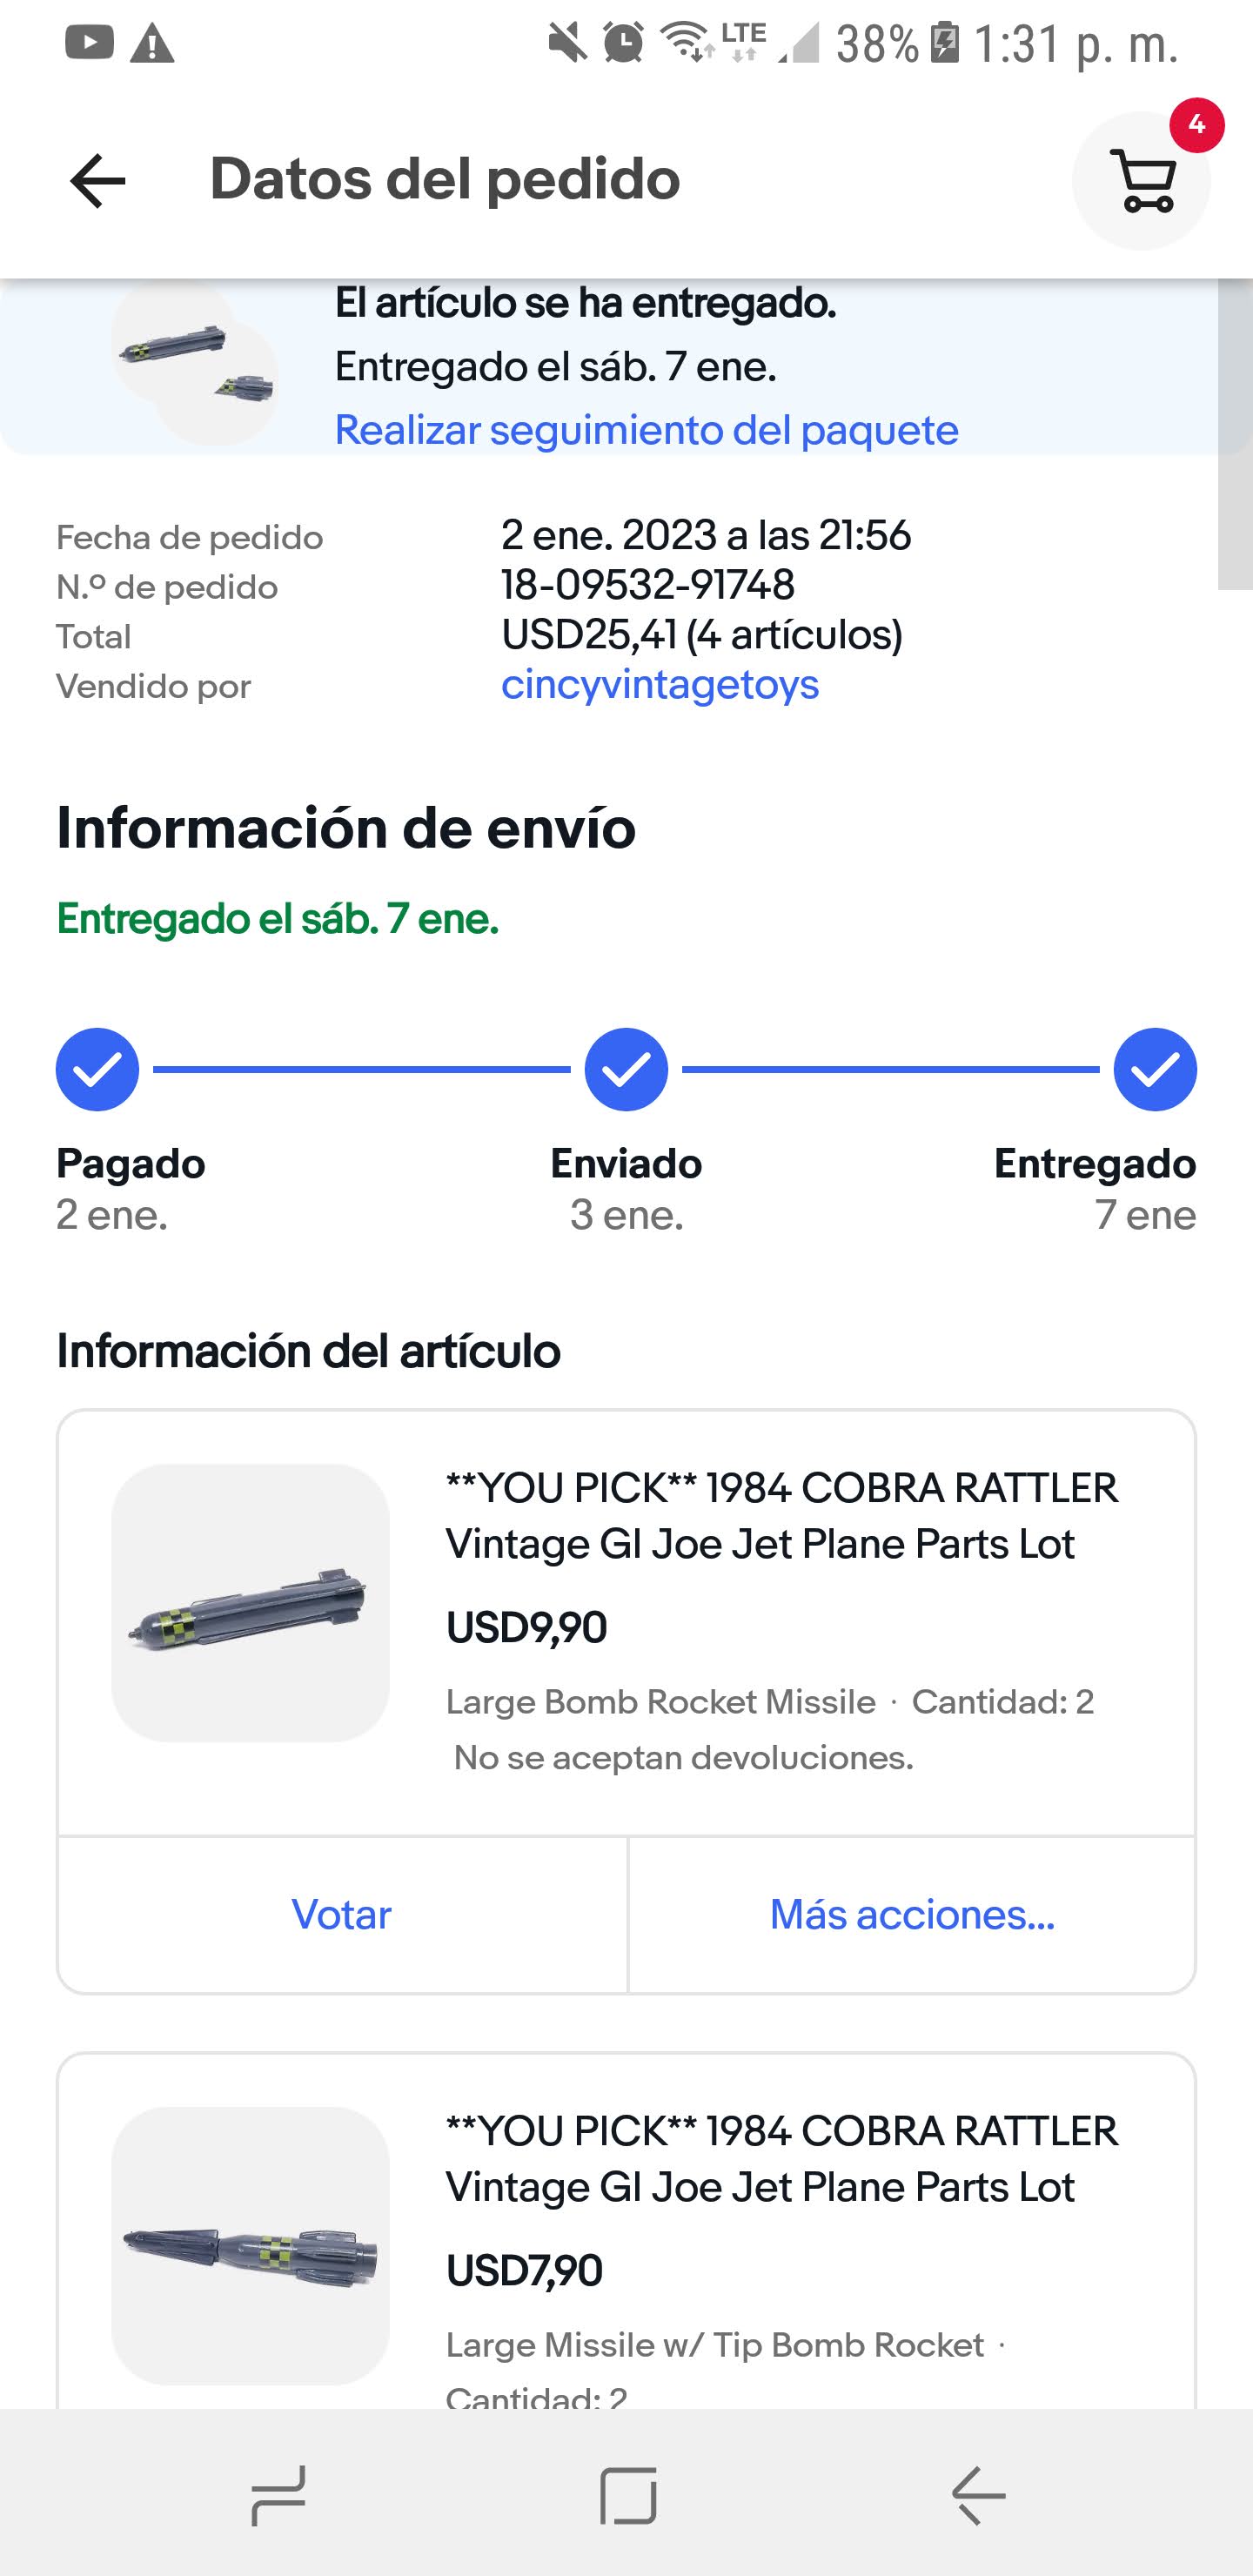 LTE 38% 1:31 p. m.
4
Datos del pedido
El artículo se ha entregado.
Entregado el sáb. 7 ene.
Realizar seguimiento del paquete
Fecha de pedido 2 ene. 2023 a las 21:56
N.º de pedido 18-09532-91748
Total USD25,41 (4 artículos)
Vendido por cincyvintagetoys
Información de envío
Entregado el sáb. 7 ene.
Pagado Enviado Entregado
2 ene. 3 ene. 7 ene
Información del artículo
**YOU PICK** 1984 COBRA RATTLER
Vintage GI Joe Jet Plane Parts Lot
USD9,90
Large Bomb Rocket Missile · Cantidad: 2
No se aceptan devoluciones.
Votar Más acciones...
**YOU PICK** 1984 COBRA RATTLER
Vintage GI Joe Jet Plane Parts Lot
USD7,90
Large Missile w/ Tip Bomb Rocket ·
Cantidad: 2